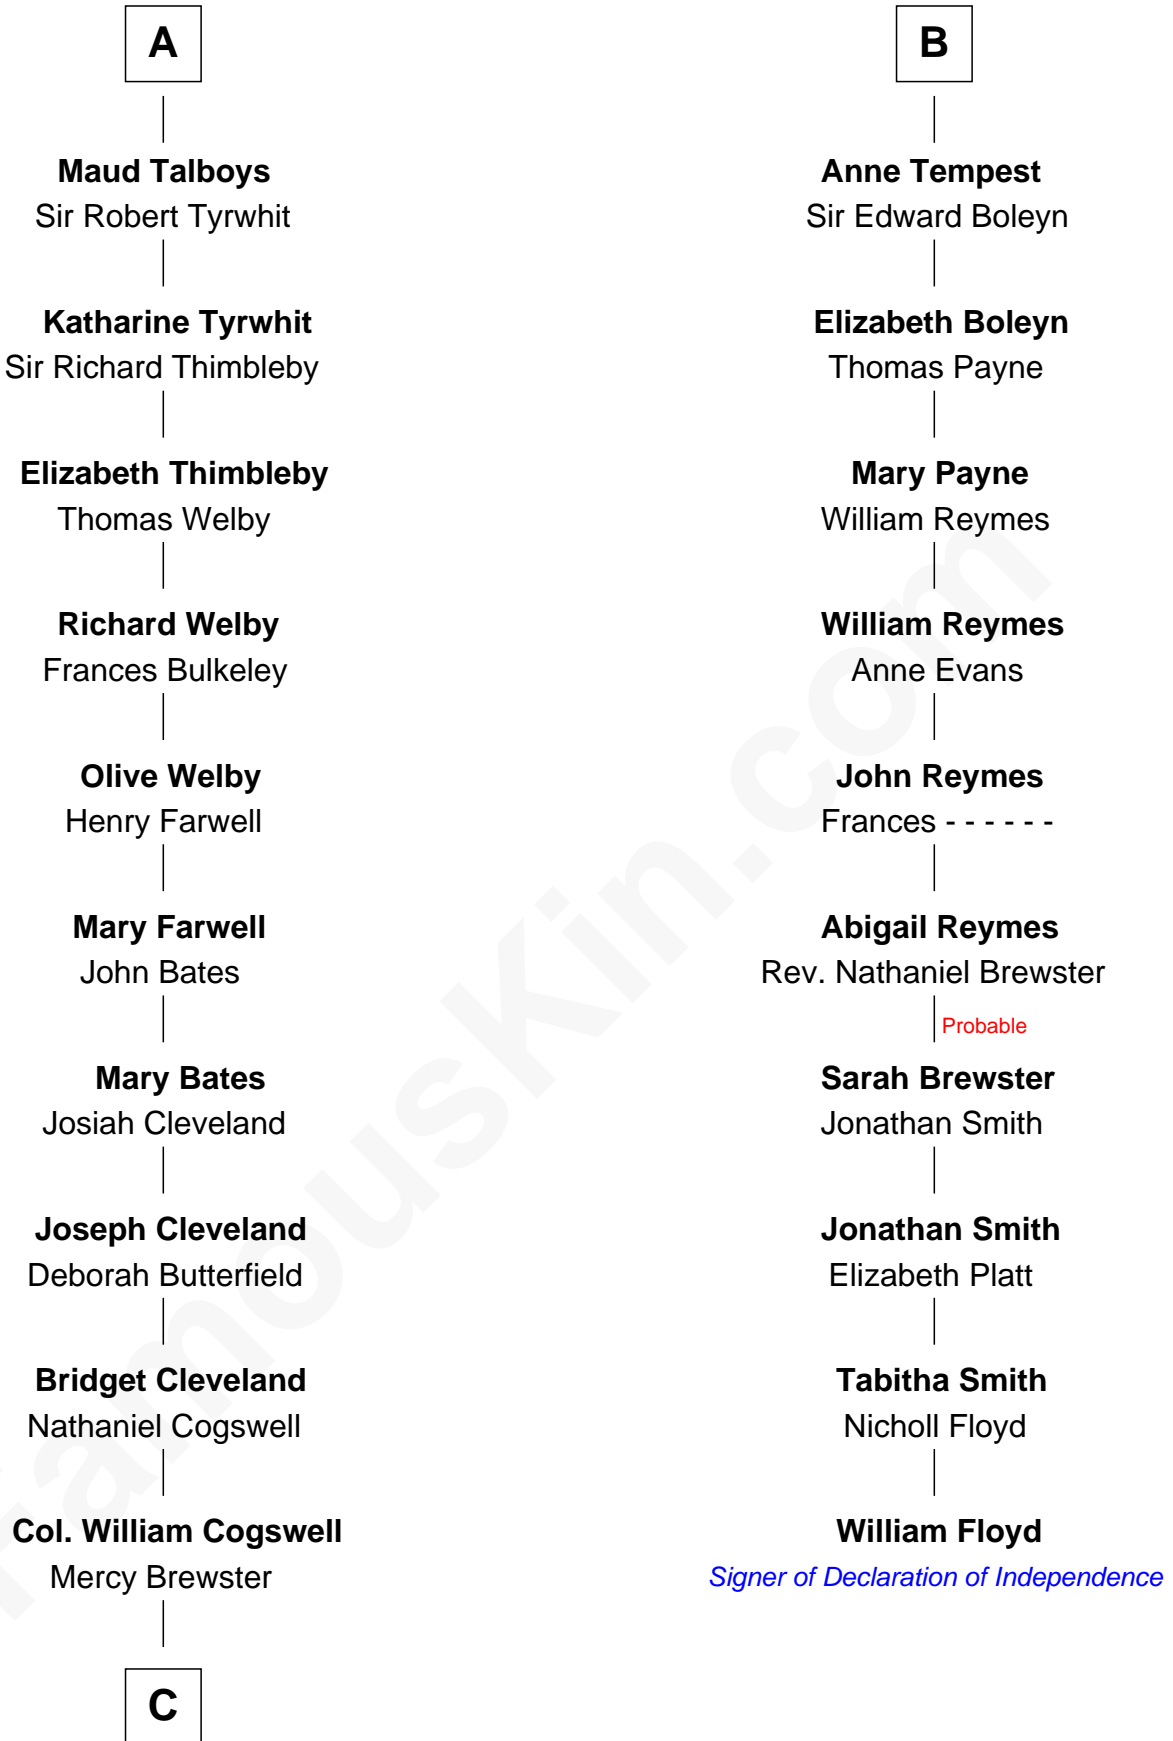 A
Maud Talboys
Sir Robert Tyrwhit
Katharine Tyrwhit
Sir Richard Thimbleby
Elizabeth Thimbleby
Thomas Welby
Richard Welby
Frances Bulkeley
Olive Welby
Henry Farwell
Mary Farwell
John Bates
Mary Bates
Josiah Cleveland
Joseph Cleveland
Deborah Butterfield
Bridget Cleveland
Nathaniel Cogswell
Col. William Cogswell
Mercy Brewster
C
B
Anne Tempest
Sir Edward Boleyn
Elizabeth Boleyn
Thomas Payne
Mary Payne
William Reymes
William Reymes
Anne Evans
John Reymes
Frances - - - - - -
Abigail Reymes
Rev. Nathaniel Brewster
Probable
Sarah Brewster
Jonathan Smith
Jonathan Smith
Elizabeth Platt
Tabitha Smith
Nicholl Floyd
William Floyd
Signer of Declaration of Independence
FamousKin.com